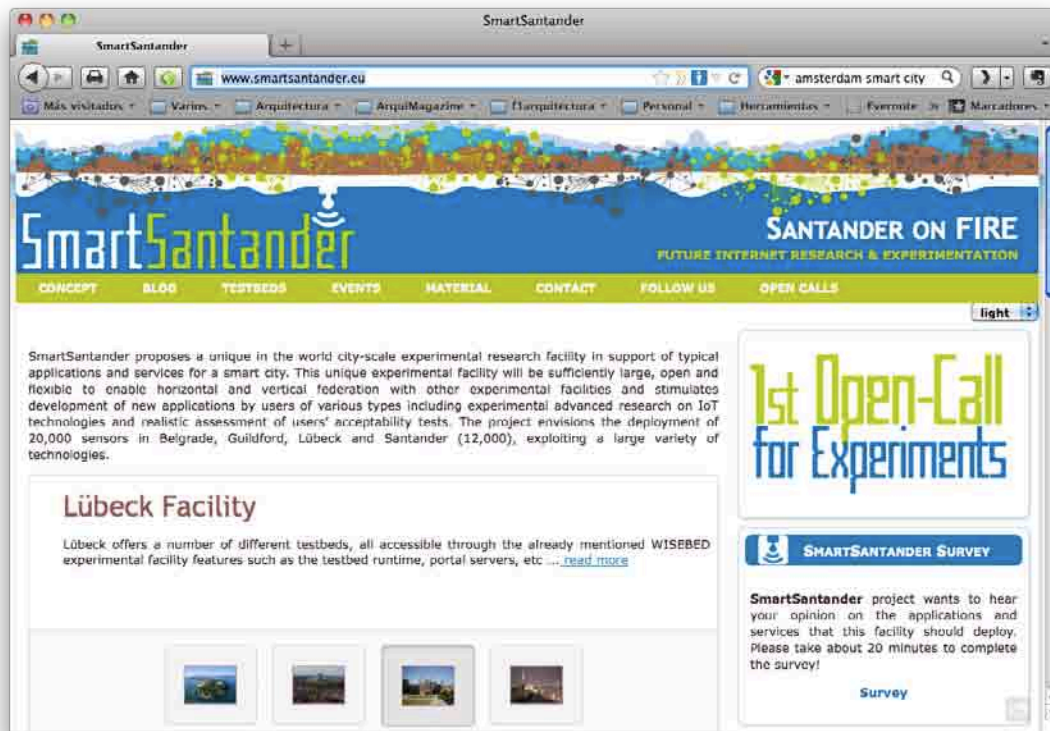 SmartSantander
SmartSantander
www.smartsantander.eu
amsterdam smart city
Más visitados
Varios
Arquitectura
ArquiMagazine
Personal
Herramientas
Evernote
Marcadores
SmartSantander
SANTANDER ON FIRE
FUTURE INTERNET RESEARCH & EXPERIMENTATION
CONCEPT BLOG TESTBEDS EVENTS MATERIAL CONTACT FOLLOW US OPEN CALLS
light
SmartSantander proposes a unique in the world city-scale experimental research facility in support of typical
applications and services for a smart city. This unique experimental facility will be sufficiently large, open and
flexible to enable horizontal and vertical federation with other experimental facilities and stimulates
development of new applications by users of various types including experimental advanced research on IoT
technologies and realistic assessment of users' acceptability tests. The project envisions the deployment of
20,000 sensors in Belgrade, Guildford, Lübeck and Santander (12,000), exploiting a large variety of
technologies.
Lübeck Facility
Lübeck offers a number of different testbeds, all accessible through the already mentioned WISEBED
experimental facility features such as the testbed runtime, portal servers, etc ... read more
1st Open-Call
for Experiments
SMARTSANTANDER SURVEY
SmartSantander project wants to hear
your opinion on the applications and
services that this facility should deploy.
Please take about 20 minutes to complete
the survey!
Survey